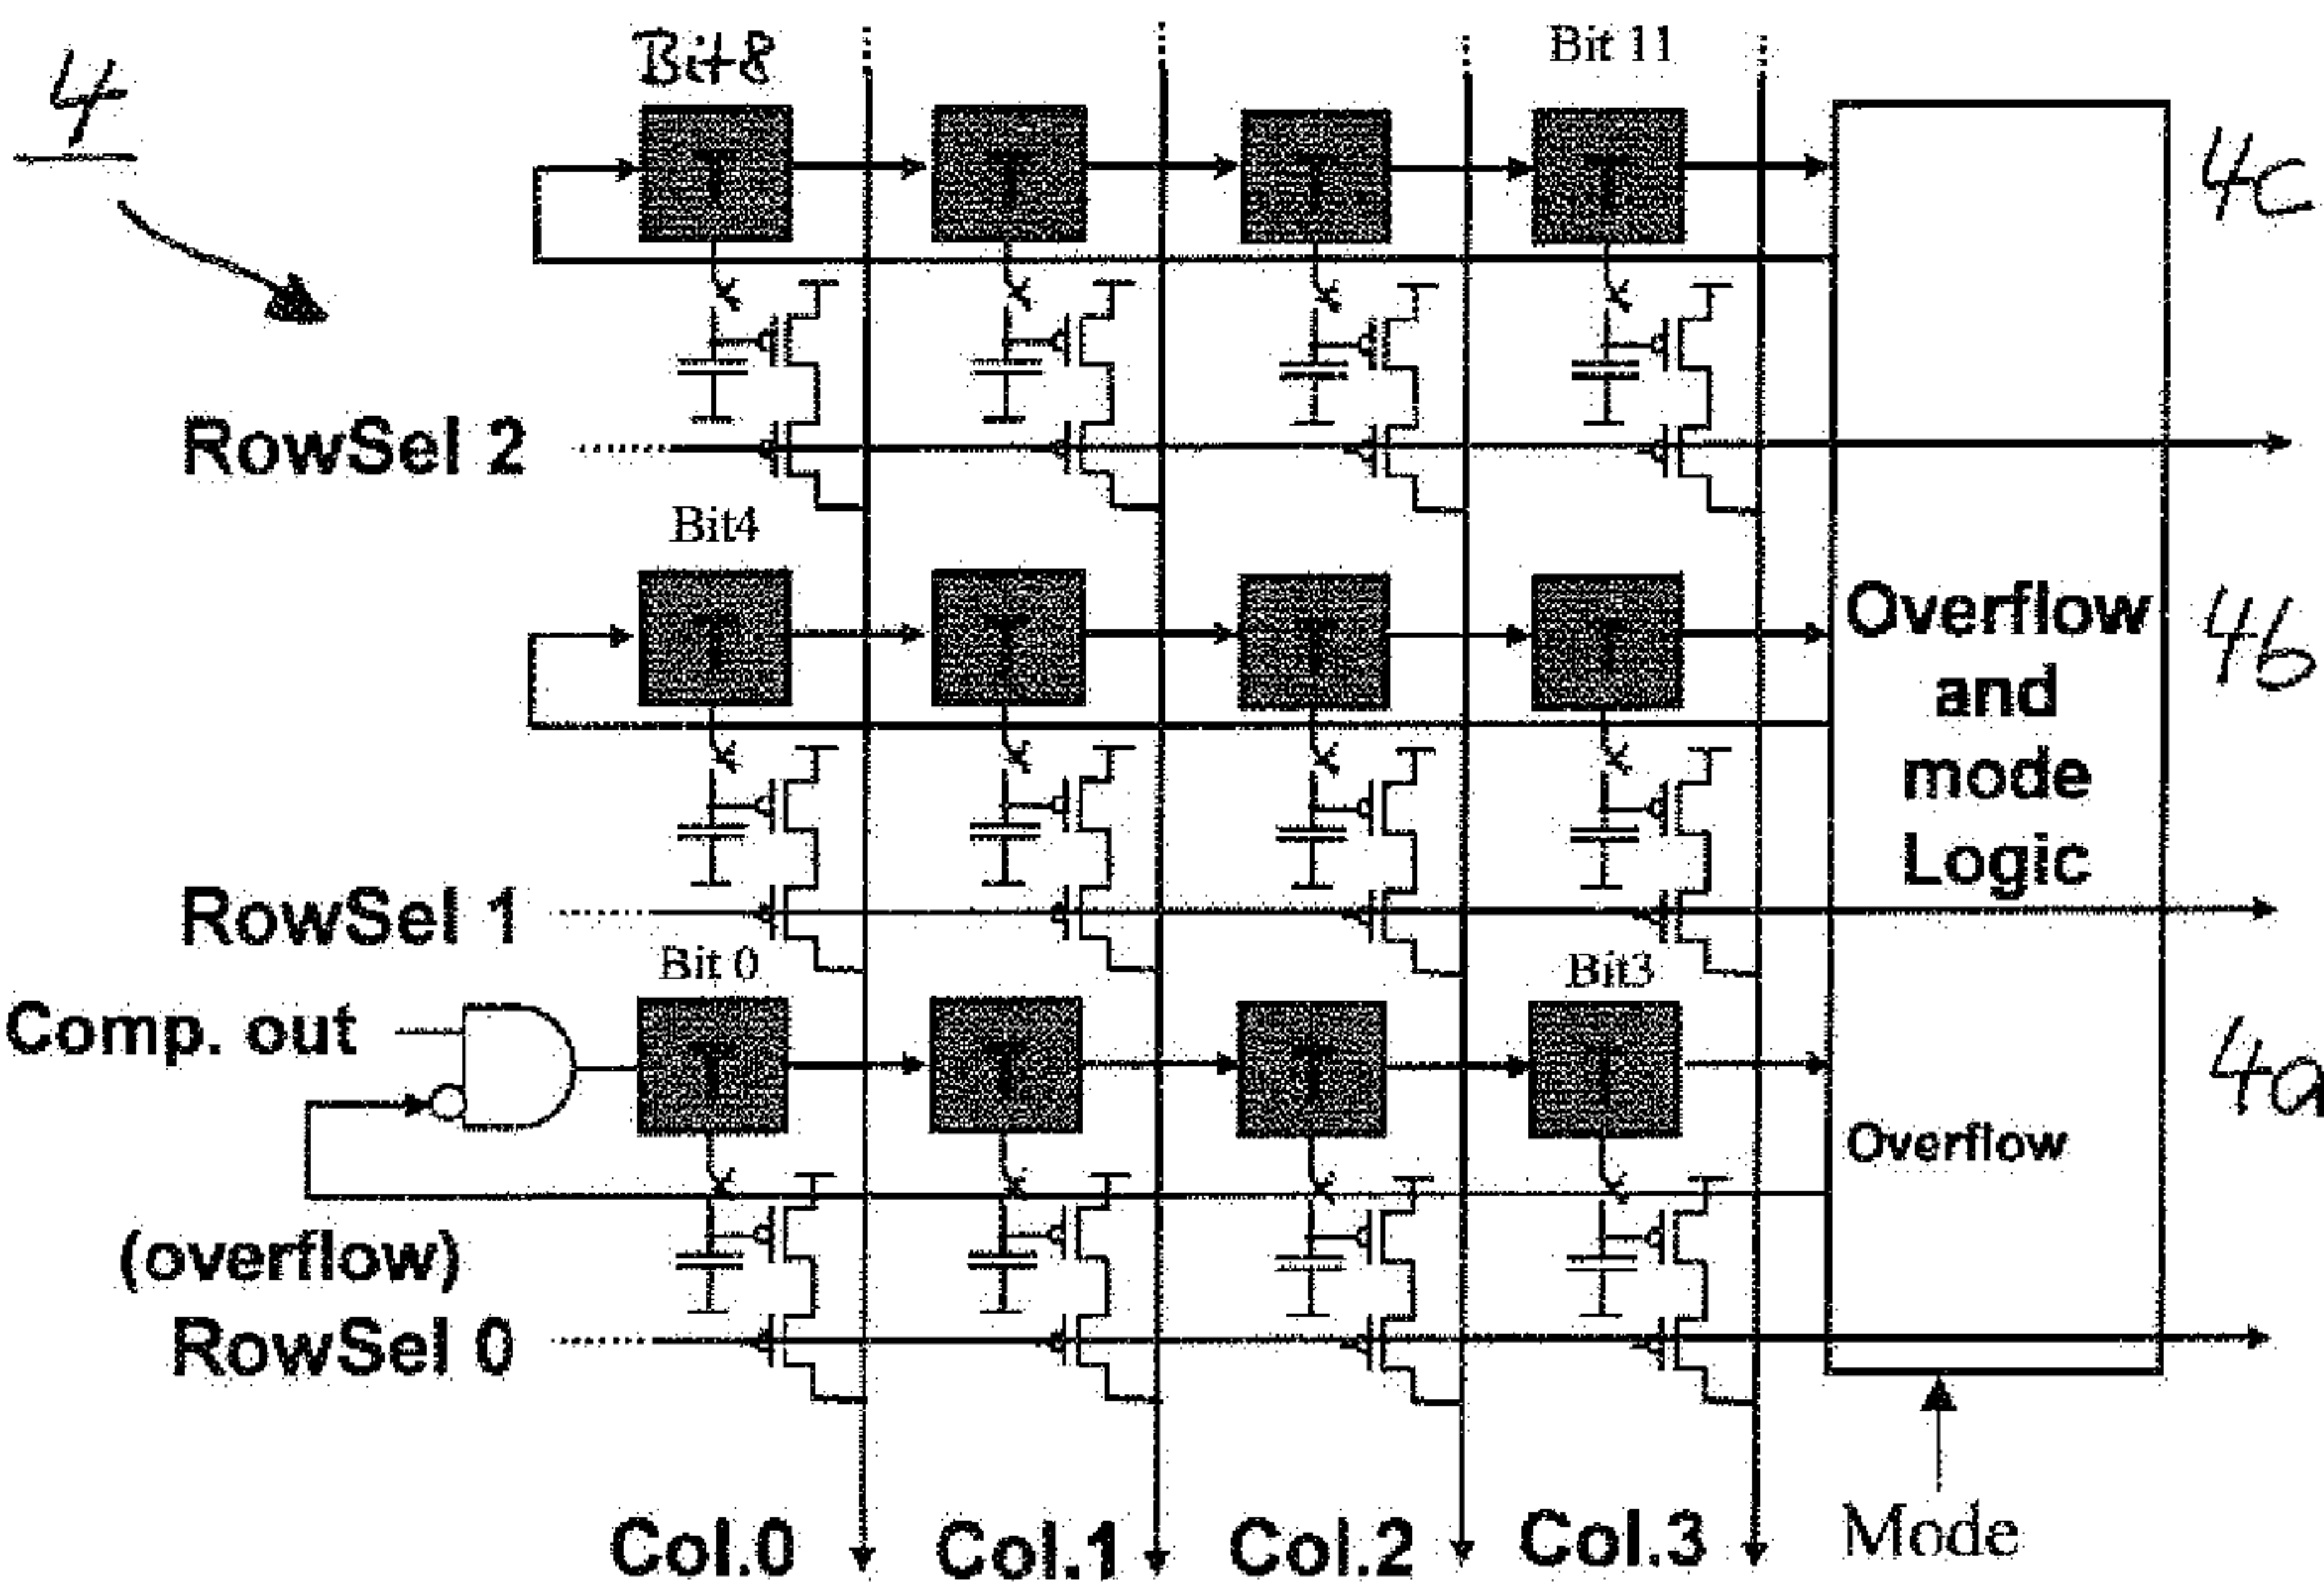 4
Bit8
Bit 11
T T T T
4c
RowSel 2
Bit4
T T T T
Overflow
and
mode
Logic
4b
RowSel 1
Bit 0
Bit3
Comp. out
T T T T
4a
Overflow
(overflow)
RowSel 0
Col.0 Col.1 Col.2 Col.3
Mode